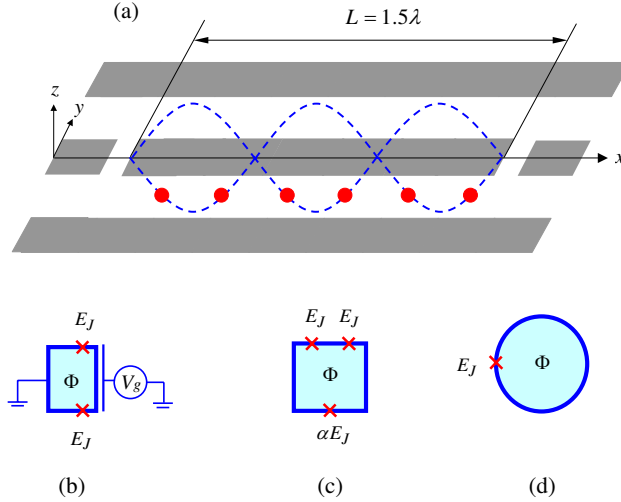 (a)
L = 1.5λ
z
y
x
E_J
E_J E_J
Φ
V_g
Φ
E_J
Φ
E_J
αE_J
(b)
(c)
(d)